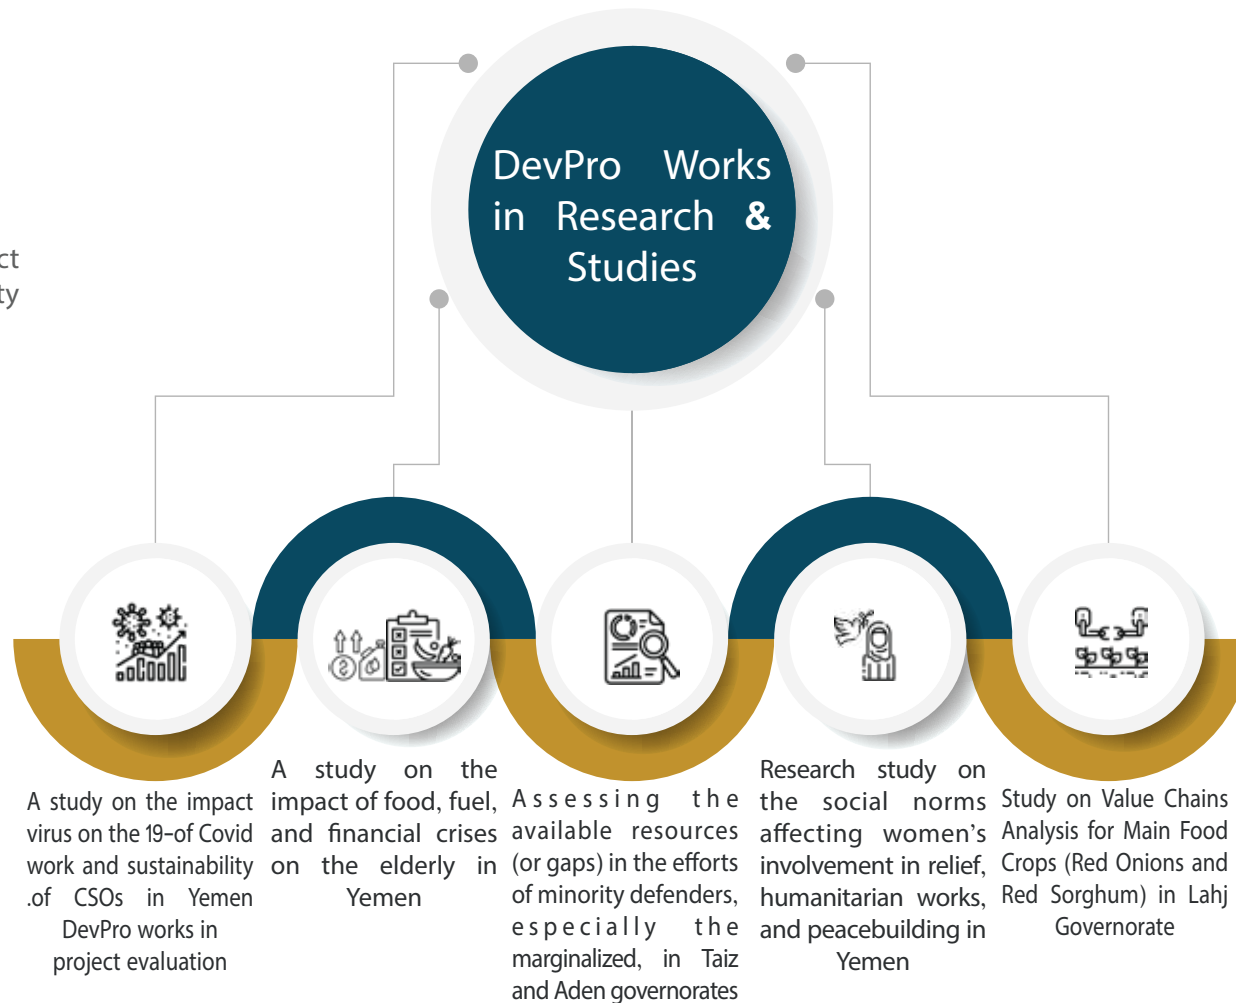 DevPro Works
in Research &
Studies
ct
ty
A study on the impact
virus on the 19-of Covid
work and sustainability
.of CSOs in Yemen
DevPro works in
project evaluation
A study on the
impact of food, fuel,
and financial crises
on the elderly in
Yemen
Assessing the
available resources
(or gaps) in the efforts
of minority defenders,
especially the
marginalized, in Taiz
and Aden governorates
Research study on
the social norms
affecting women's
involvement in relief,
humanitarian works,
and peacebuilding in
Yemen
Study on Value Chains
Analysis for Main Food
Crops (Red Onions and
Red Sorghum) in Lahj
Governorate